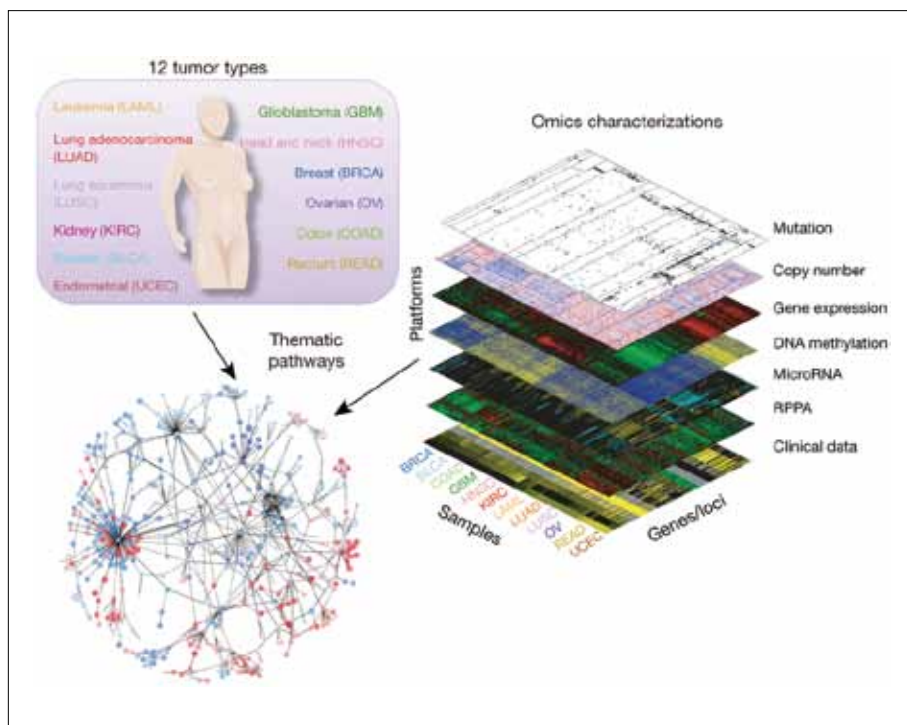 12 tumor types
Leukemia (LAML)
Lung adenocarcinoma
(LUAD)
Lung squamous
(LUSC)
Kidney (KIRC)
Bladder (BLCA)
Endometrial (UCEC)
Glioblastoma (GBM)
Head and neck (HNSC)
Breast (BRCA)
Ovarian (OV)
Colon (COAD)
Rectum (READ)
Thematic
pathways
Omics characterizations
Mutation
Copy number
Gene expression
DNA methylation
MicroRNA
RPPA
Clinical data
Platforms
BRCA
BLCA
COAD
GBM
HNSC
KIRC
LAML
LUAD
LUSC
OV
READ
UCEC
Samples
Genes/loci